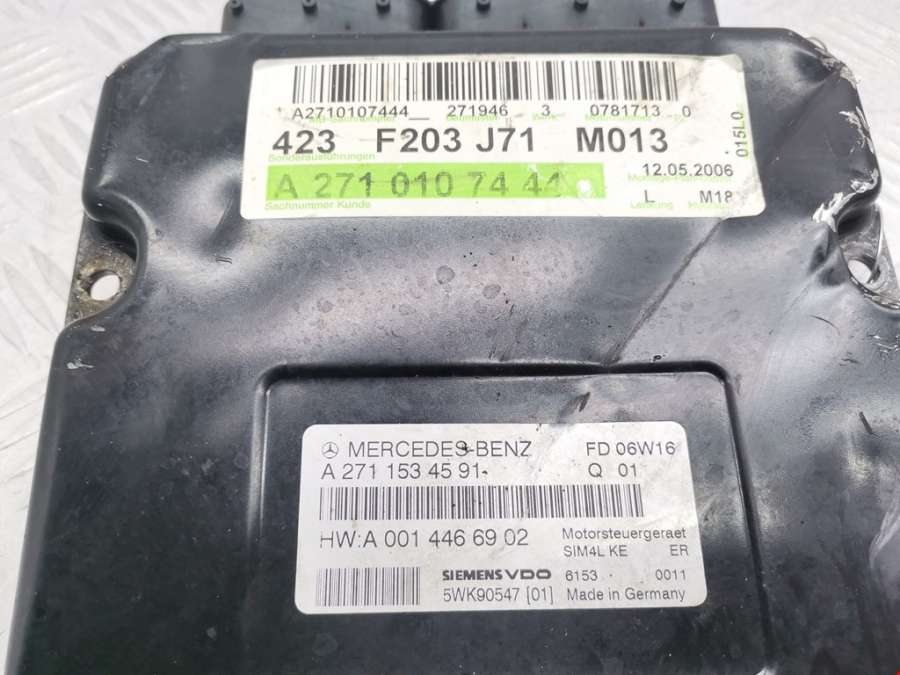 * A2710107444 271946 3 0781713 0
423 F203 J71 M013
015L0
Sonderausführungen
12.05.2006
A 271 010 74 44
L M18
Sachnummer Kunde
Lenkung
MERCEDES-BENZ FD 06W16
A 271 153 45 91 Q 01
HW:A 001 446 69 02 Motorsteuergeraet
SIM4L KE ER
SIEMENS VDO 6153 0011
5WK90547 [01] Made in Germany